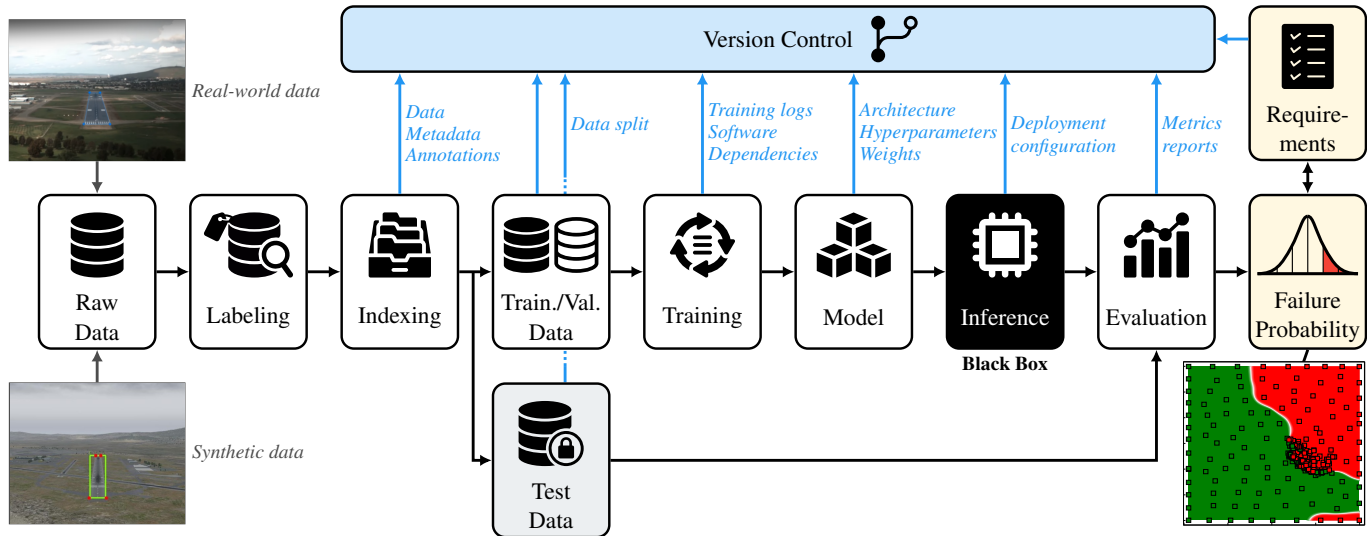 Version Control
Real-world data
Data
Metadata
Annotations
Data split
Training logs
Software
Dependencies
Architecture
Hyperparameters
Weights
Deployment
configuration
Metrics
reports
Require-
ments
Raw
Data
Labeling
Indexing
Train./Val.
Data
Training
Model
Inference
Evaluation
Failure
Probability
Black Box
Synthetic data
Test
Data